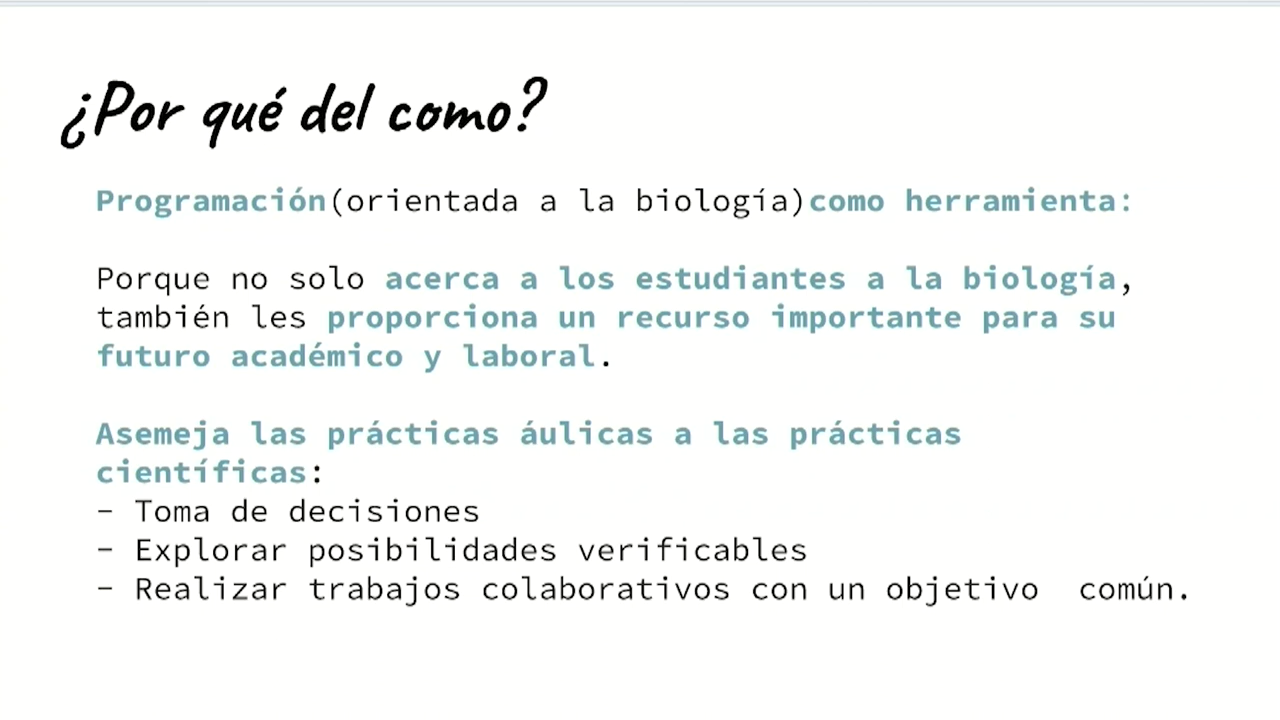 ¿Por qué del como?
Programación(orientada a la biología)como herramienta:
Porque no solo acerca a los estudiantes a la biología,
también les proporciona un recurso importante para su
futuro académico y laboral.
Asemeja las prácticas áulicas a las prácticas
científicas:
- Toma de decisiones
- Explorar posibilidades verificables
- Realizar trabajos colaborativos con un objetivo  común.